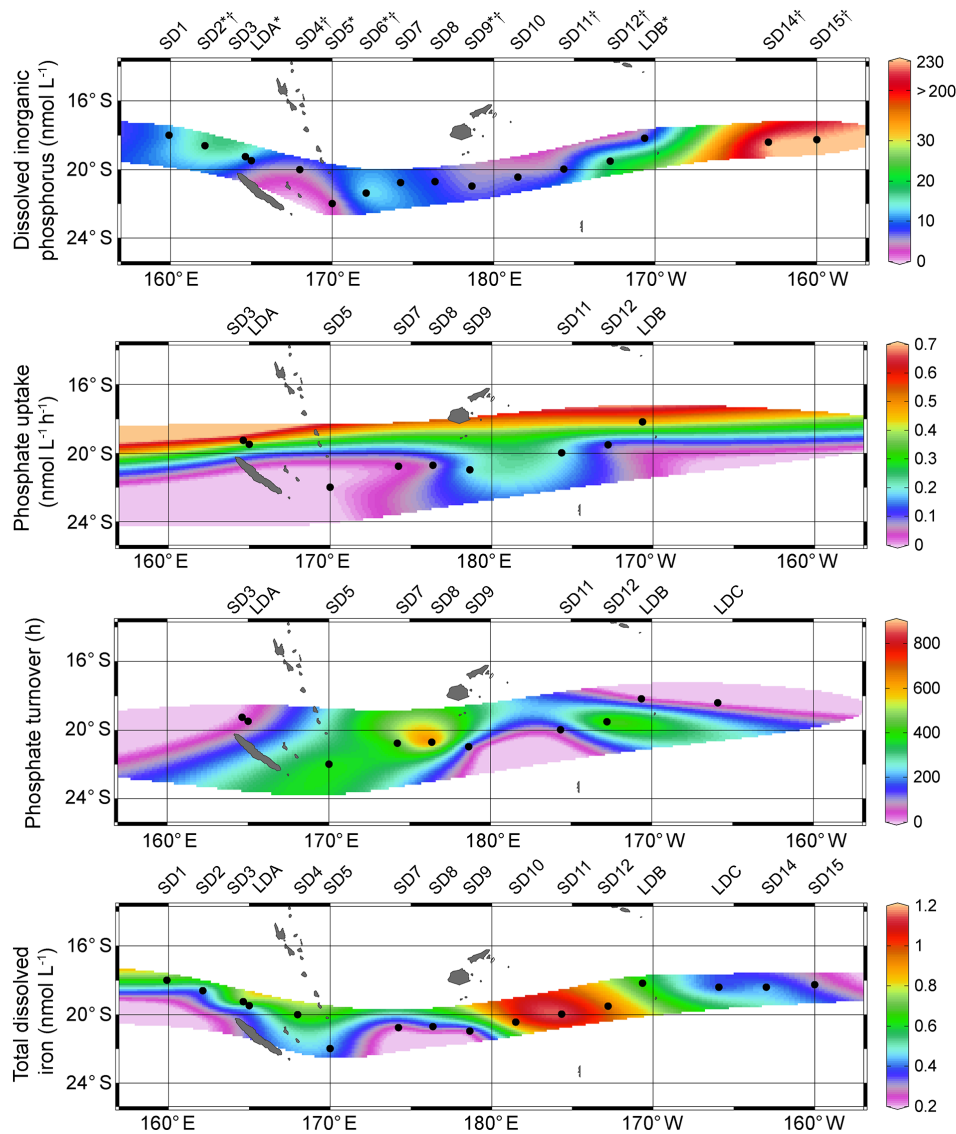 SD1 SD2*† SD3 LDA* SD4† SD5* SD6*† SD7 SD8 SD9*† SD10 SD11† SD12† LDB* SD14† SD15†
Dissolved inorganic
phosphorus (nmol L⁻¹)
16° S
20° S
24° S
160° E 170° E 180° E 170° W 160° W
230
>200
30
20
10
0
SD3 LDA SD5 SD7 SD8 SD9 SD11 SD12 LDB
Phosphate uptake
(nmol L⁻¹ h⁻¹)
16° S
20° S
24° S
160° E 170° E 180° E 170° W 160° W
0.7
0.6
0.5
0.4
0.3
0.2
0.1
0
SD3 LDA SD5 SD7 SD8 SD9 SD11 SD12 LDB LDC
Phosphate turnover (h)
16° S
20° S
24° S
160° E 170° E 180° E 170° W 160° W
800
600
400
200
0
SD1 SD2 SD3 LDA SD4 SD5 SD7 SD8 SD9 SD10 SD11 SD12 LDB LDC SD14 SD15
Total dissolved
iron (nmol L⁻¹)
16° S
20° S
24° S
160° E 170° E 180° E 170° W 160° W
1.2
1
0.8
0.6
0.4
0.2